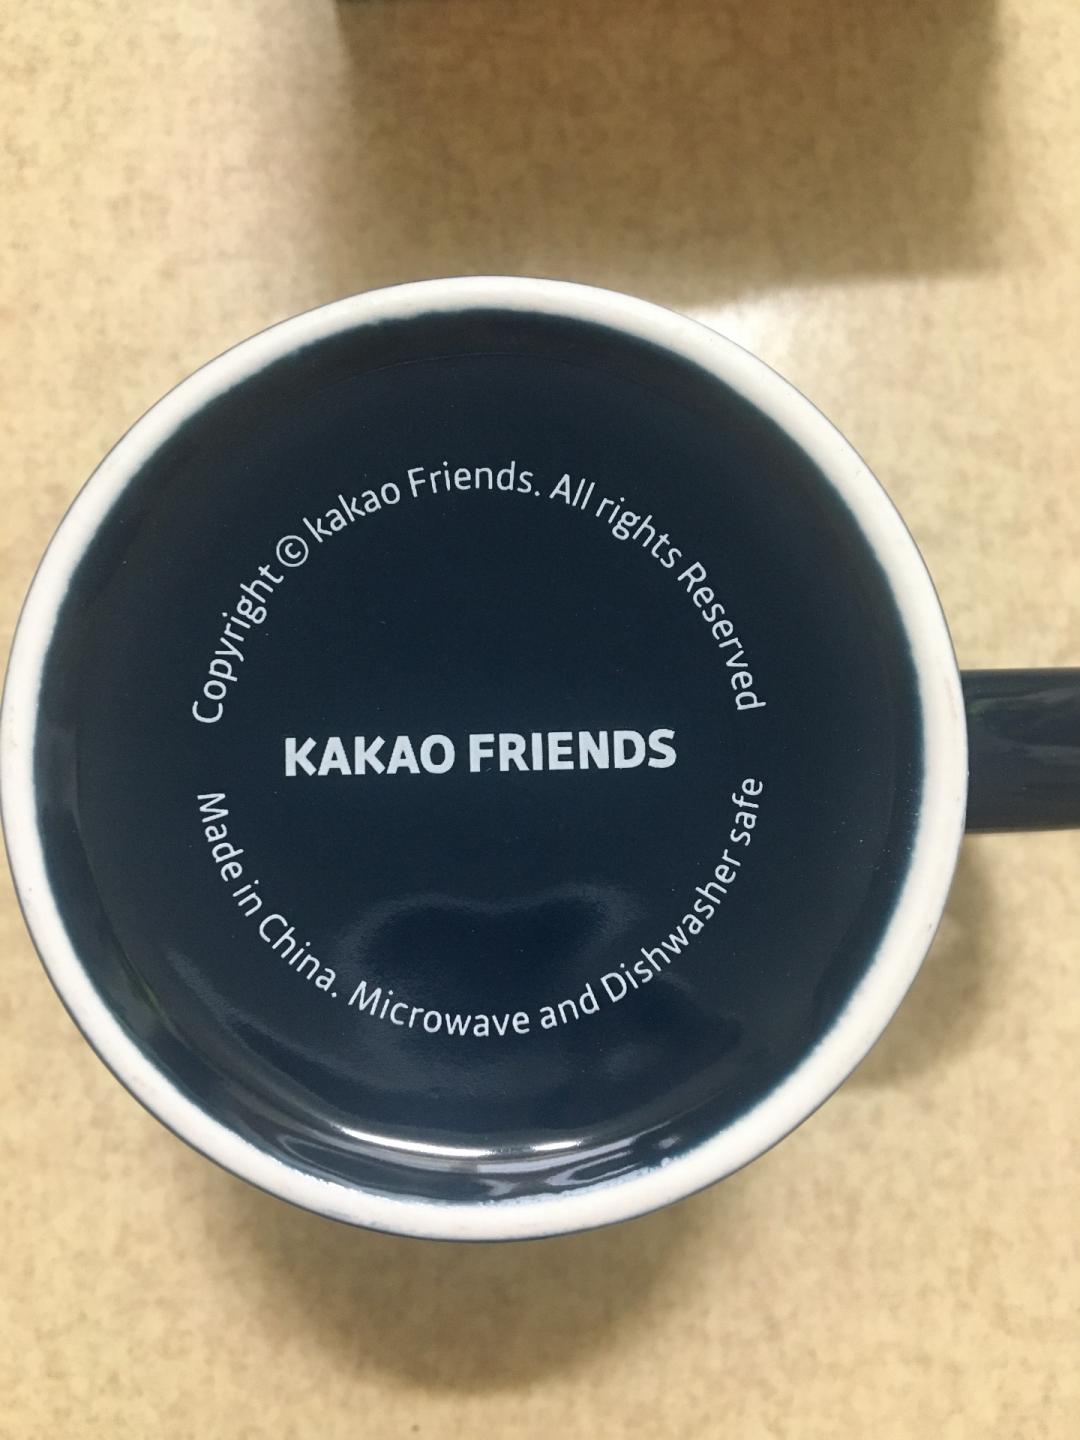 Copyright © kakao Friends. All rights Reserved
KAKAO FRIENDS
Made in China. Microwave and Dishwasher safe